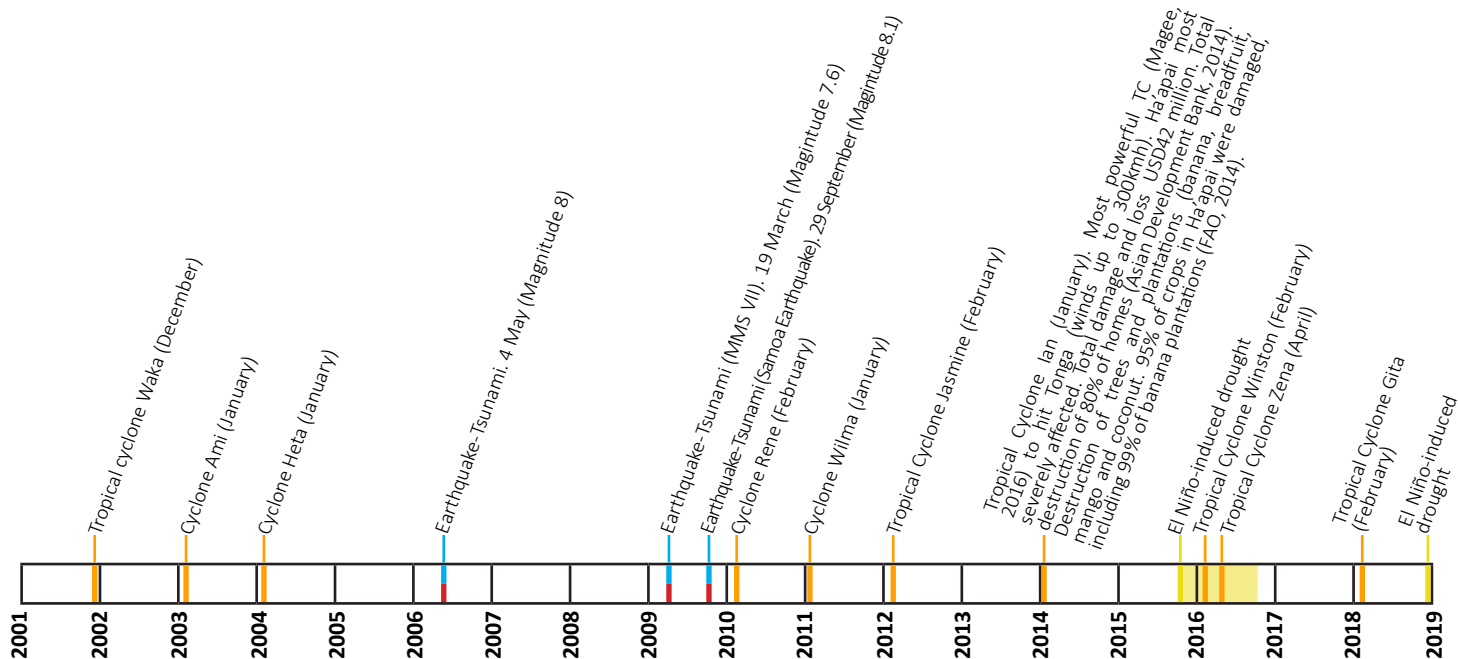 Tropical cyclone Waka (December)
Cyclone Ami (January)
Cyclone Heta (January)
Earthquake-Tsunami. 4 May (Magnitude 8)
Earthquake-Tsunami (MMS VII). 19 March (Magintude 7.6)
Earthquake-Tsunami (Samoa Earthquake). 29 September (Magintude 8.1)
Cyclone Rene (February)
Cyclone Wilma (January)
Tropical Cyclone Jasmine (February)
Tropical Cyclone Ian (January). Most powerful TC (Magee,
2016) to hit Tonga (winds up to 300kmh). Ha'apai most
severely affected. Total damage and loss USD42 million. Total
destruction of 80% of homes (Asian Development Bank, 2014).
Destruction of trees and plantations (banana, breadfruit,
mango and coconut. 95% of crops in Ha'apai were damaged,
including 99% of banana plantations (FAO, 2014).
El Niño-induced drought
Tropical Cyclone Winston (February)
Tropical Cyclone Zena (April)
Tropical Cyclone Gita
(February)
El Niño-induced
drought
2001
2002
2003
2004
2005
2006
2007
2008
2009
2010
2011
2012
2013
2014
2015
2016
2017
2018
2019